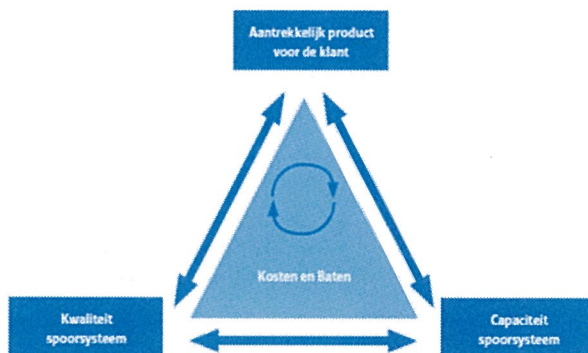 Aantrekkelijk product
voor de klant
Kosten en Baten
Kwaliteit
spoorsysteem
Capaciteit
spoorsysteem